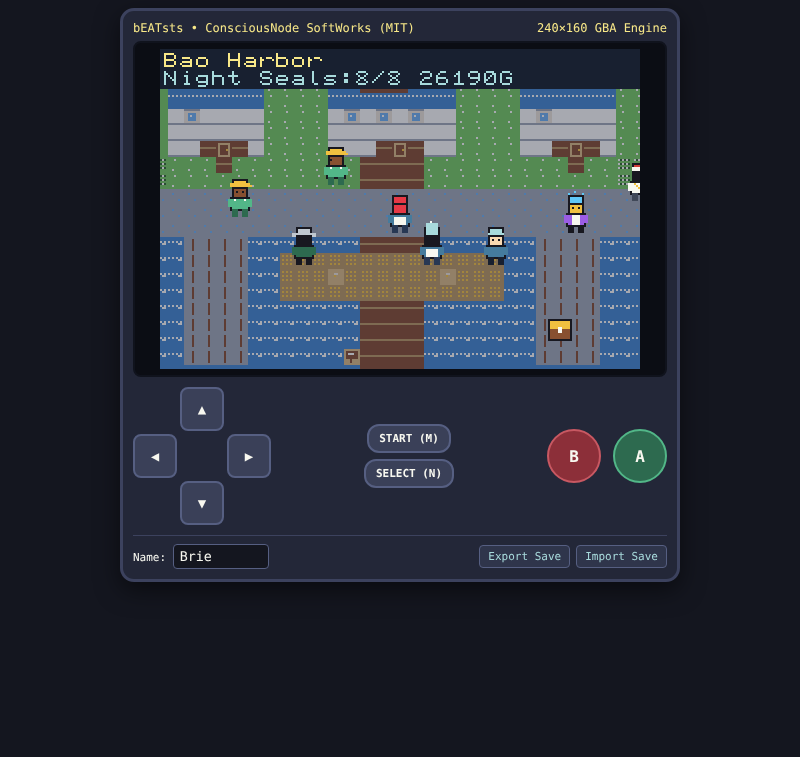 bEATsts • ConsciousNode SoftWorks (MIT)
240×160 GBA Engine
Bao Harbor
Night Seals:8/8 26190G
▲
◀
▶
▼
START (M)
SELECT (N)
B
A
Name:
Brie
Export Save
Import Save